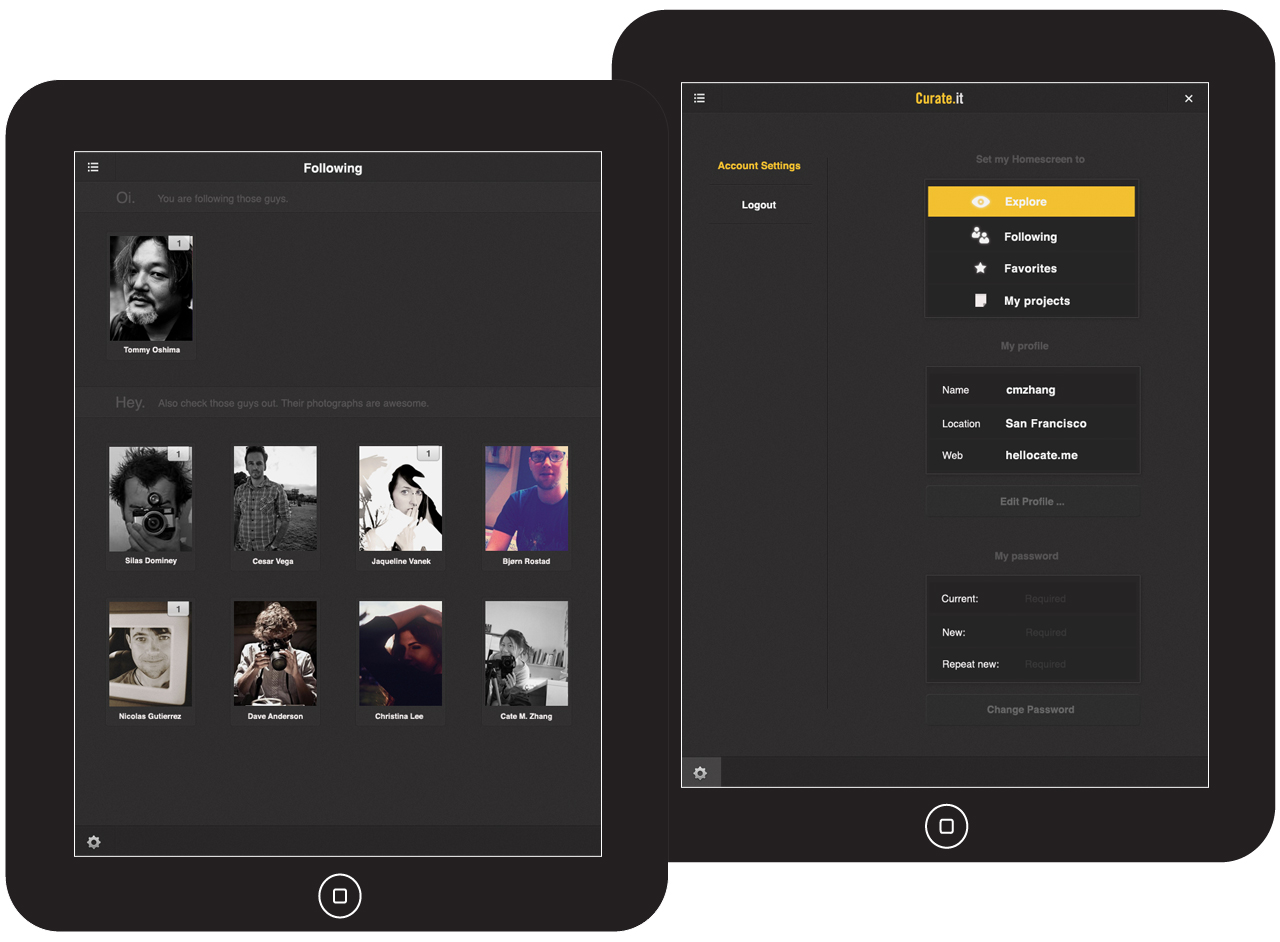 Following
Oi. You are following those guys.
1
Tommy Oshima
Hey. Also check those guys out. Their photographs are awesome.
1
1
Silas Dominey
Cesar Vega
Jaqueline Vanek
Bjørn Rostad
1
Nicolas Gutierrez
Dave Anderson
Christina Lee
Cate M. Zhang
Curate.it
Account Settings
Logout
Set my Homescreen to
Explore
Following
Favorites
My projects
My profile
Name cmzhang
Location San Francisco
Web hellocate.me
Edit Profile ...
My password
Current: Required
New: Required
Repeat new: Required
Change Password